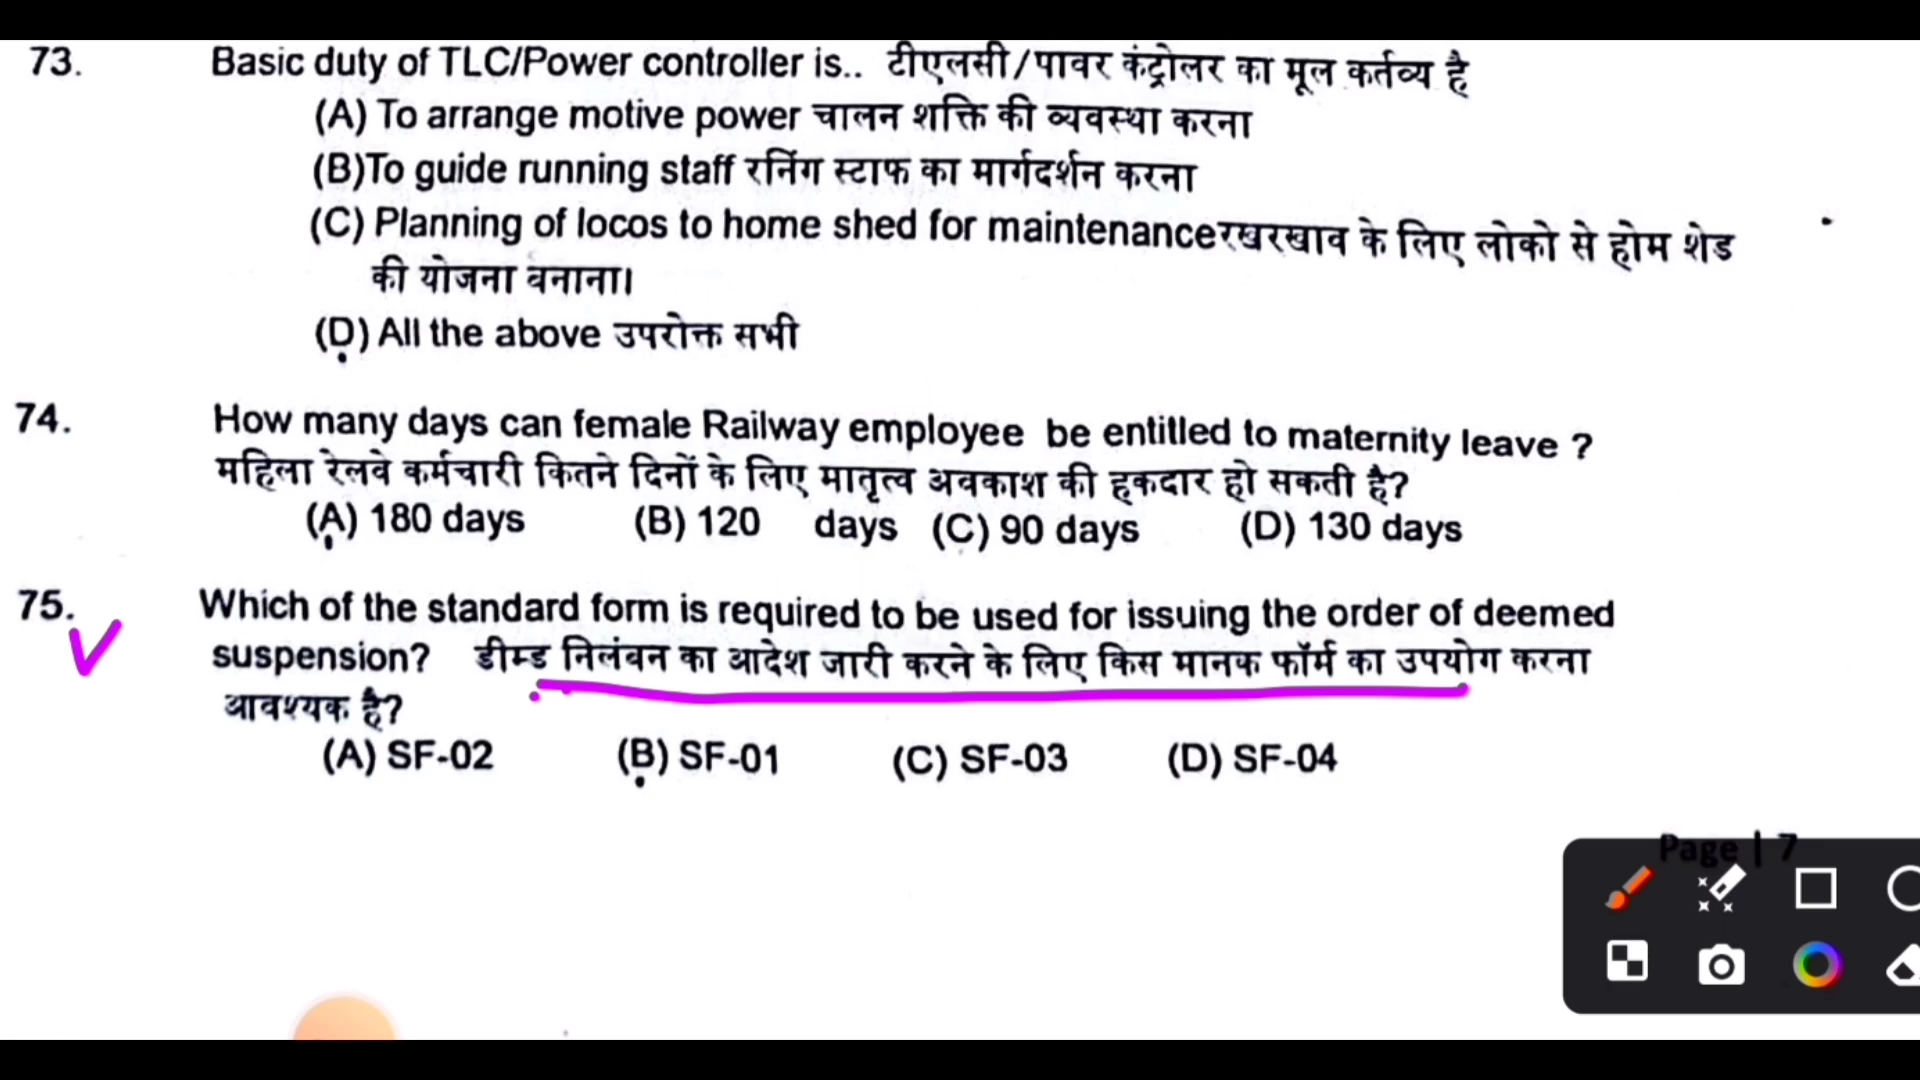 73. Basic duty of TLC/Power controller is.. टीएलसी/पावर कंट्रोलर का मूल कर्तव्य है
(A) To arrange motive power चालन शक्ति की व्यवस्था करना
(B)To guide running staff रनिंग स्टाफ का मार्गदर्शन करना
(C) Planning of locos to home shed for maintenanceरखरखाव के लिए लोको से होम शेड
की योजना बनाना।
(D) All the above उपरोक्त सभी
74. How many days can female Railway employee be entitled to maternity leave ?
महिला रेलवे कर्मचारी कितने दिनों के लिए मातृत्व अवकाश की हकदार हो सकती है?
(A) 180 days (B) 120 days (C) 90 days (D) 130 days
75. Which of the standard form is required to be used for issuing the order of deemed
suspension? डीम्ड निलंबन का आदेश जारी करने के लिए किस मानक फॉर्म का उपयोग करना
आवश्यक है?
(A) SF-02 (B) SF-01 (C) SF-03 (D) SF-04
Page | 7